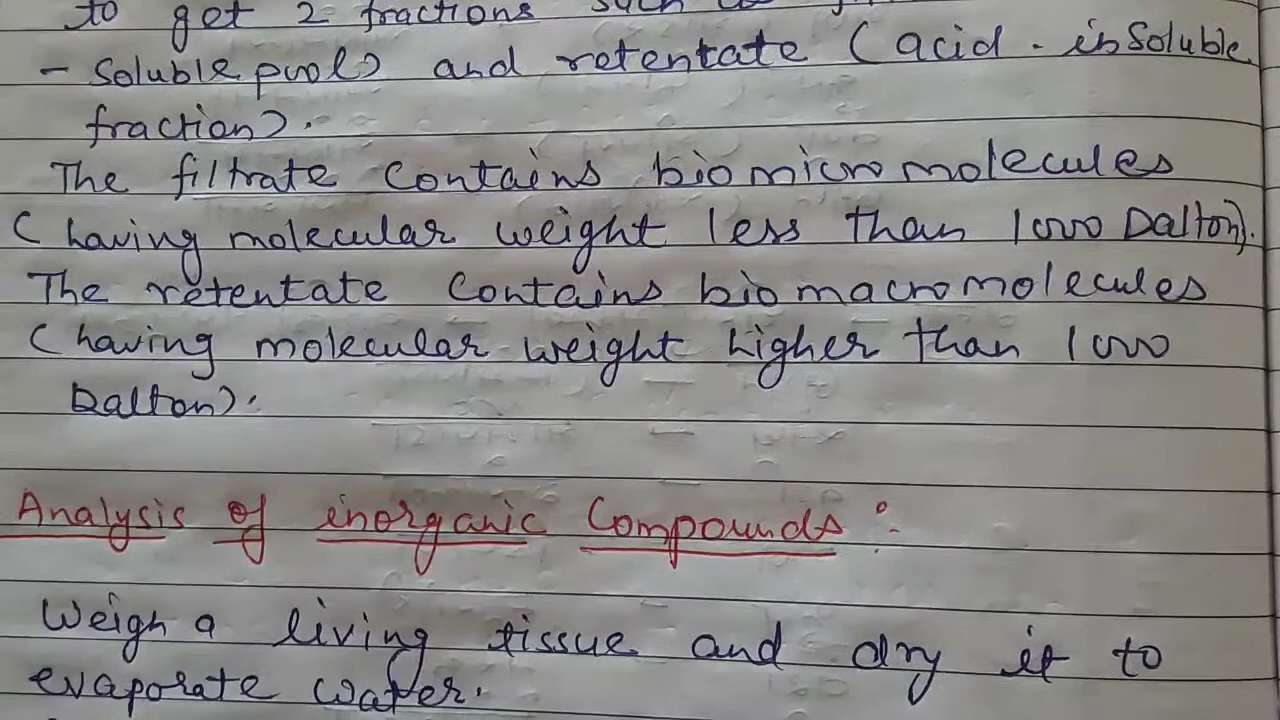 to get 2 fractions such as
- Soluble pool) and retentate (acid - insoluble
fraction).
The filtrate contains biomicromolecules
(having molecular weight less than 1000 Dalton).
The retentate contains biomacromolecules
(having molecular weight higher than 1000
Dalton).
Analysis of inorganic Compounds :-
Weigh a living tissue and dry it to
evaporate water.